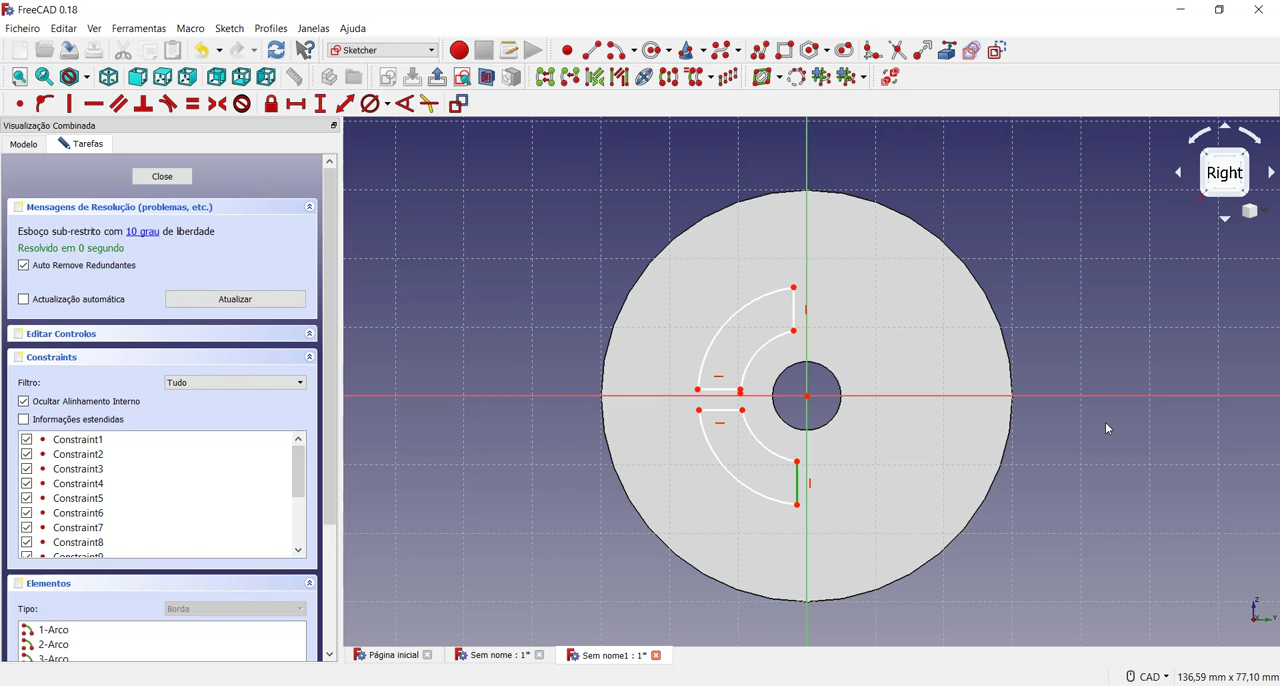 FreeCAD 0.18
Ficheiro Editar Ver Ferramentas Macro Sketch Profiles Janelas Ajuda
Sketcher
Visualização Combinada
Modelo Tarefas
Close
Mensagens de Resolução (problemas, etc.)
Esboço sub-restrito com 10 grau de liberdade
Resolvido em 0 segundo
Auto Remove Redundantes
Actualização automática Atualizar
Editar Controlos
Constraints
Filtro: Tudo
Ocultar Alinhamento Interno
Informações estendidas
Constraint1
Constraint2
Constraint3
Constraint4
Constraint5
Constraint6
Constraint7
Constraint8
Constraint9
Elementos
Tipo: Borda
1-Arco
2-Arco
3-Arco
Right
Z
Y
Página inicial Sem nome : 1* Sem nome1 : 1*
CAD 136,59 mm x 77,10 mm